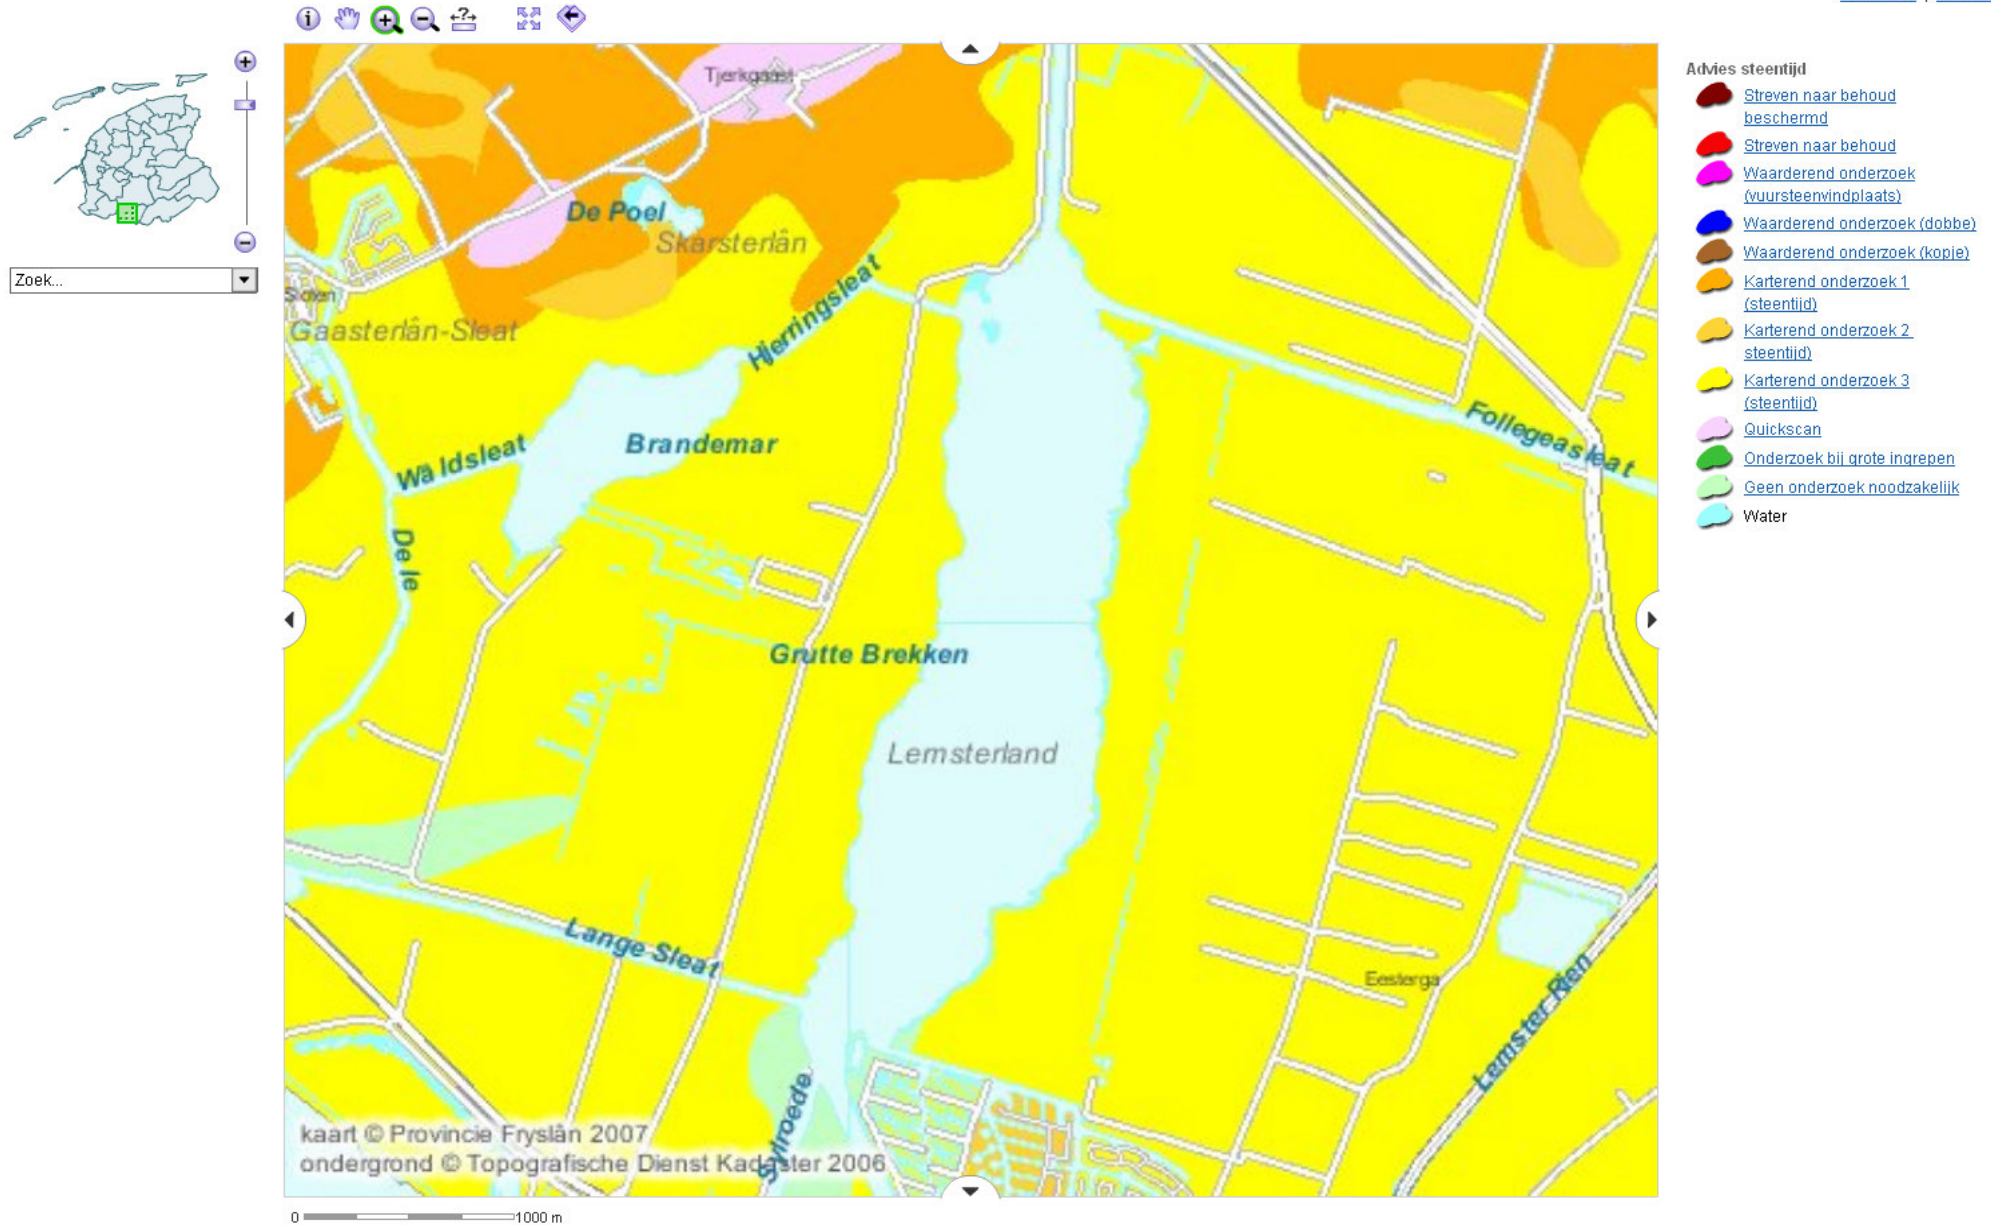 Zoek...
Tjerkgaast
De Poel
Skarsterlân
Sloten
Gaasterlân-Sleat
Hjerringsleat
Brandemar
Wâldsleat
Follegeasleat
De Ie
Grutte Brekken
Lemsterland
Lange Sleat
Eesterga
Lemster Rien
Sylroede
kaart © Provincie Fryslân 2007
ondergrond © Topografische Dienst Kadaster 2006
0 1000 m
Advies steentijd
Streven naar behoud
beschermd
Streven naar behoud
Waarderend onderzoek
(vuursteenvindplaats)
Waarderend onderzoek (dobbe)
Waarderend onderzoek (kopje)
Karterend onderzoek 1
(steentijd)
Karterend onderzoek 2
steentijd)
Karterend onderzoek 3
(steentijd)
Quickscan
Onderzoek bij grote ingrepen
Geen onderzoek noodzakelijk
Water